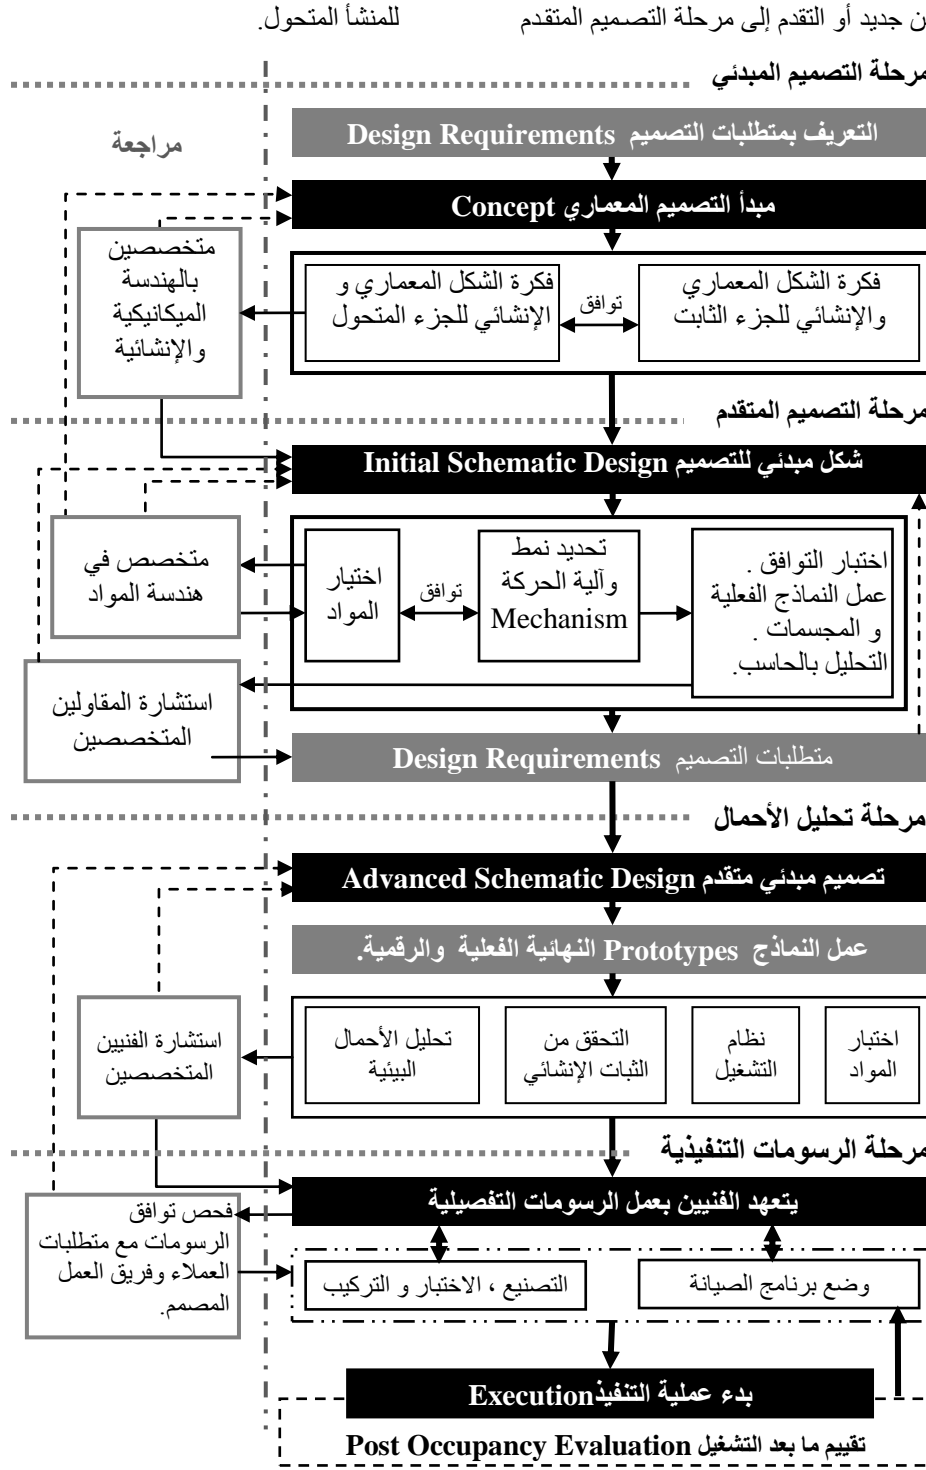 ن جديد أو التقدم إلى مرحلة التصميم المتقدم
للمنشأ المتحول.
مرحلة التصميم المبدئي
مراجعة
التعريف بمتطلبات التصميم Design Requirements
مبدأ التصميم المعماري Concept
فكرة الشكل المعماري
والإنشائي للجزء الثابت
توافق
فكرة الشكل المعماري و
الإنشائي للجزء المتحول
متخصصين
بالهندسة
الميكانيكية
والإنشائية
مرحلة التصميم المتقدم
شكل مبدئي للتصميم Initial Schematic Design
اختبار التوافق .
عمل النماذج الفعلية
و المجسمات .
التحليل بالحاسب.
تحديد نمط
وآلية الحركة
Mechanism
توافق
اختبار
المواد
متخصص في
هندسة المواد
استشارة المقاولين
المتخصصين
متطلبات التصميم Design Requirements
مرحلة تحليل الأحمال
تصميم مبدئي متقدم Advanced Schematic Design
عمل النماذج Prototypes النهائية الفعلية والرقمية.
اختبار
المواد
نظام
التشغيل
التحقق من
الثبات الإنشائي
تحليل الأحمال
البيئية
استشارة الفنيين
المتخصصين
مرحلة الرسومات التنفيذية
يتعهد الفنيين بعمل الرسومات التفصيلية
فحص توافق
الرسومات مع متطلبات
العملاء وفريق العمل
المصمم.
وضع برنامج الصيانة
التصنيع ، الاختبار و التركيب
بدء عملية التنفيذExecution
تقييم ما بعد التشغيل Post Occupancy Evaluation